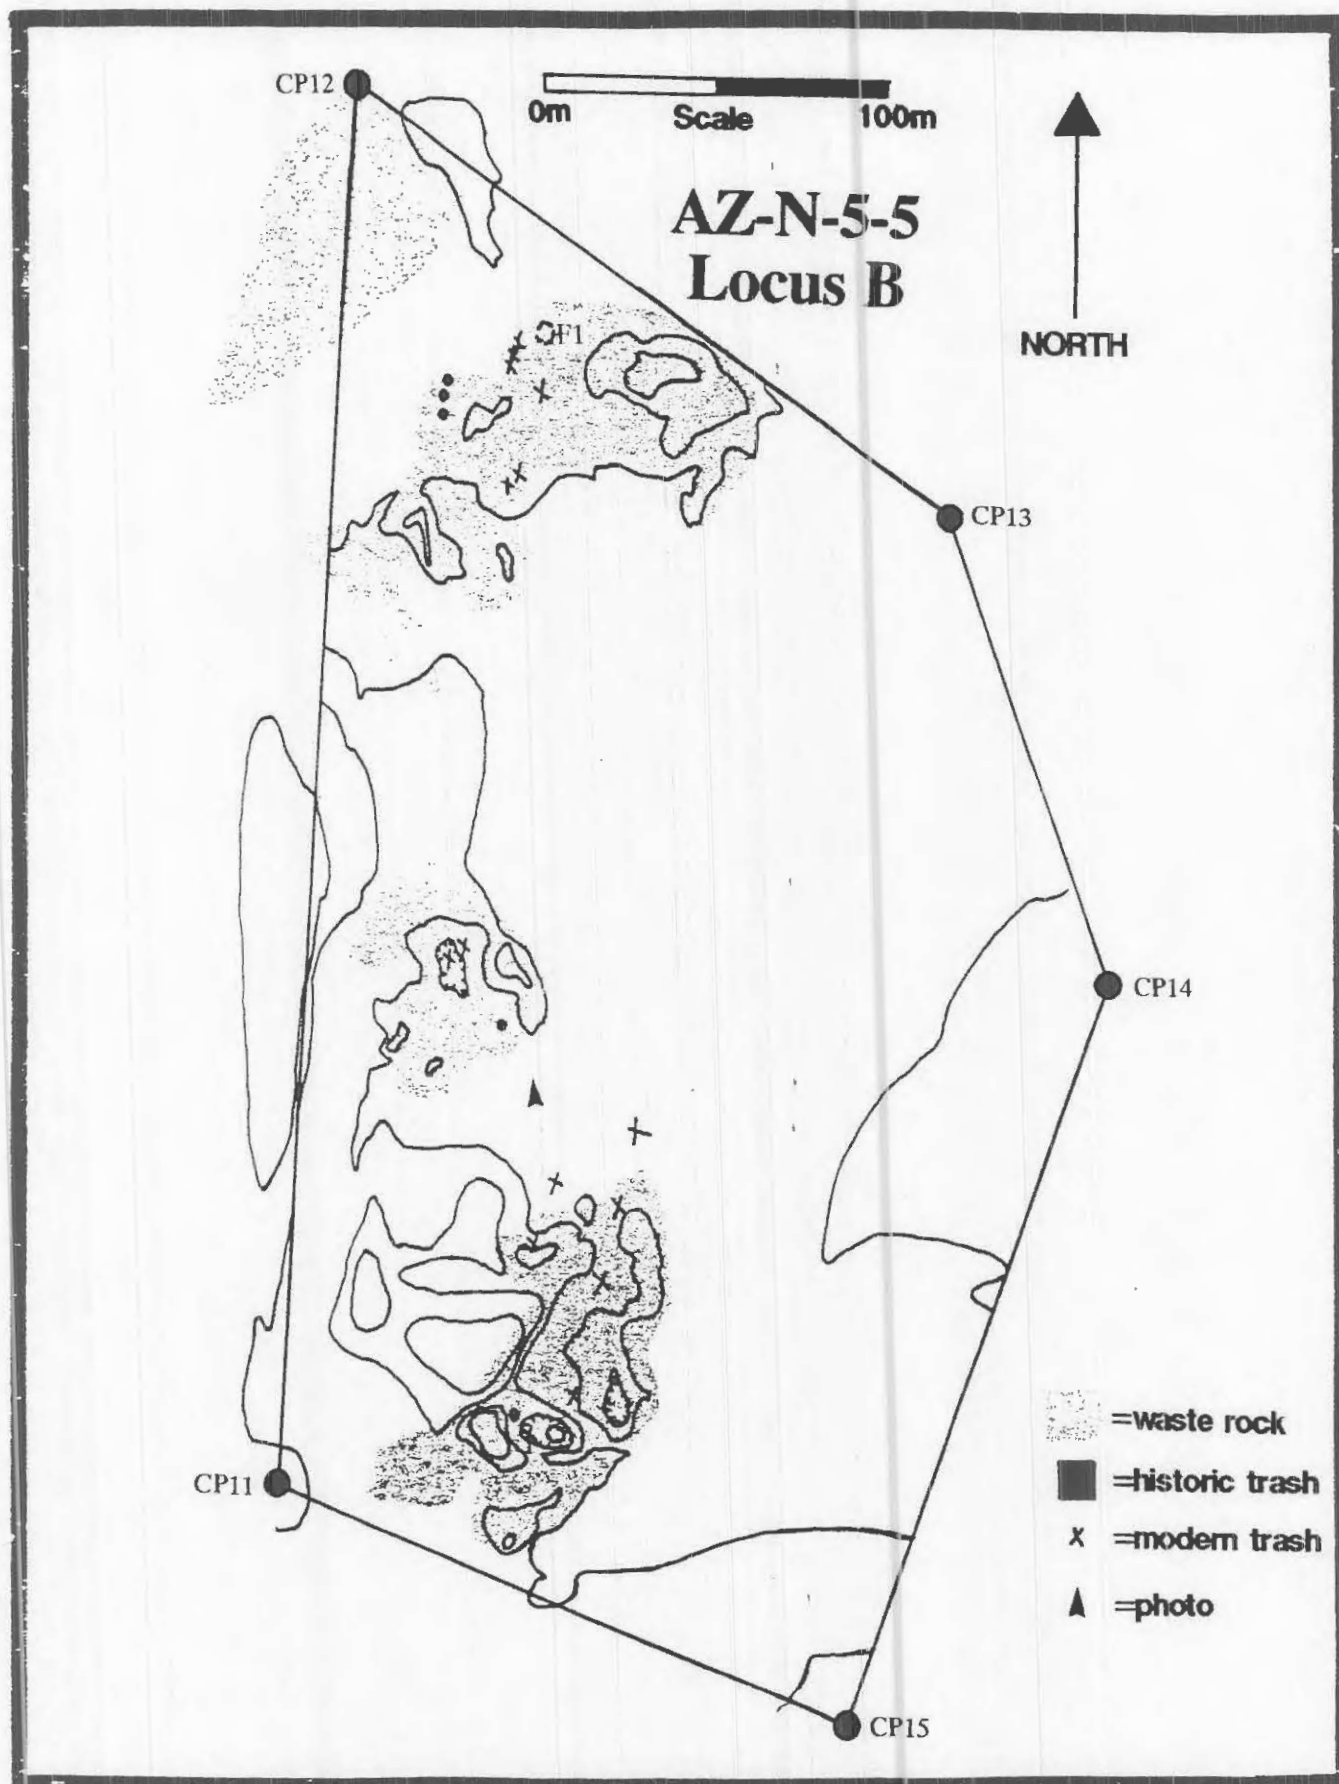 CP12
0m Scale 100m
AZ-N-5-5
Locus B
NORTH
F1
CP13
CP14
=waste rock
=historic trash
x =modern trash
=photo
CP11
CP15